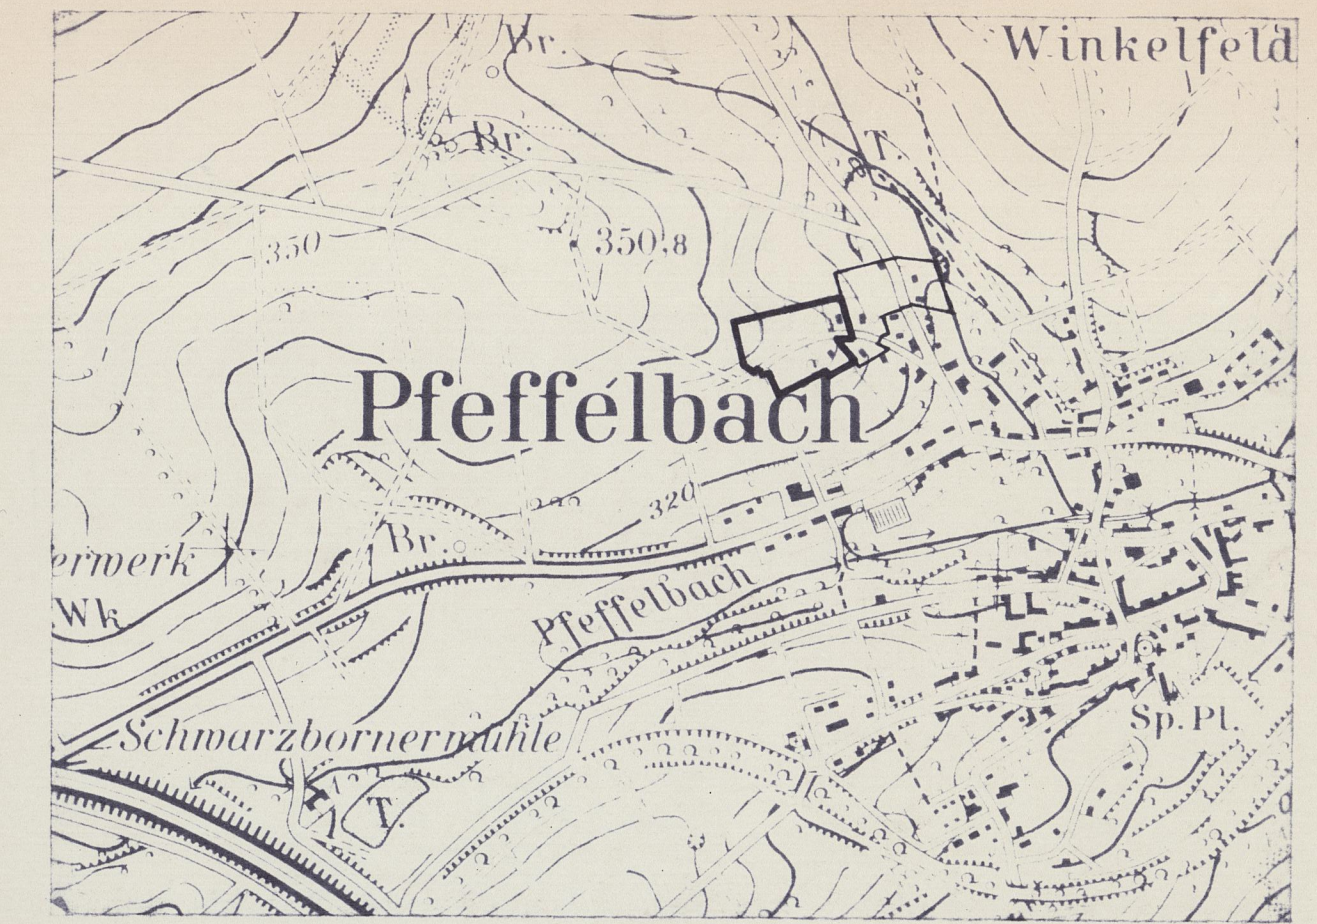 Br.
Winkelfeld
Br.
T.
350
350,8
Pfeffelbach
320
Br.
erwerk
Wk
Pfeffelbach
Sp. Pl.
Schwarzbornermühle
T.